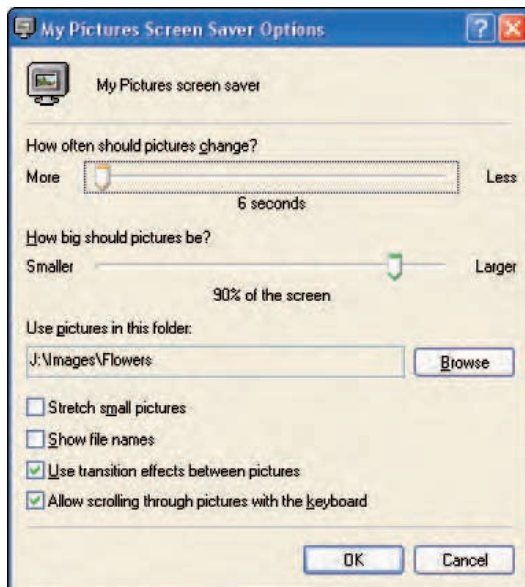 My Pictures Screen Saver Options
My Pictures screen saver
How often should pictures change?
More Less
6 seconds
How big should pictures be?
Smaller Larger
90% of the screen
Use pictures in this folder:
J:\Images\Flowers Browse
Stretch small pictures
Show file names
Use transition effects between pictures
Allow scrolling through pictures with the keyboard
OK Cancel